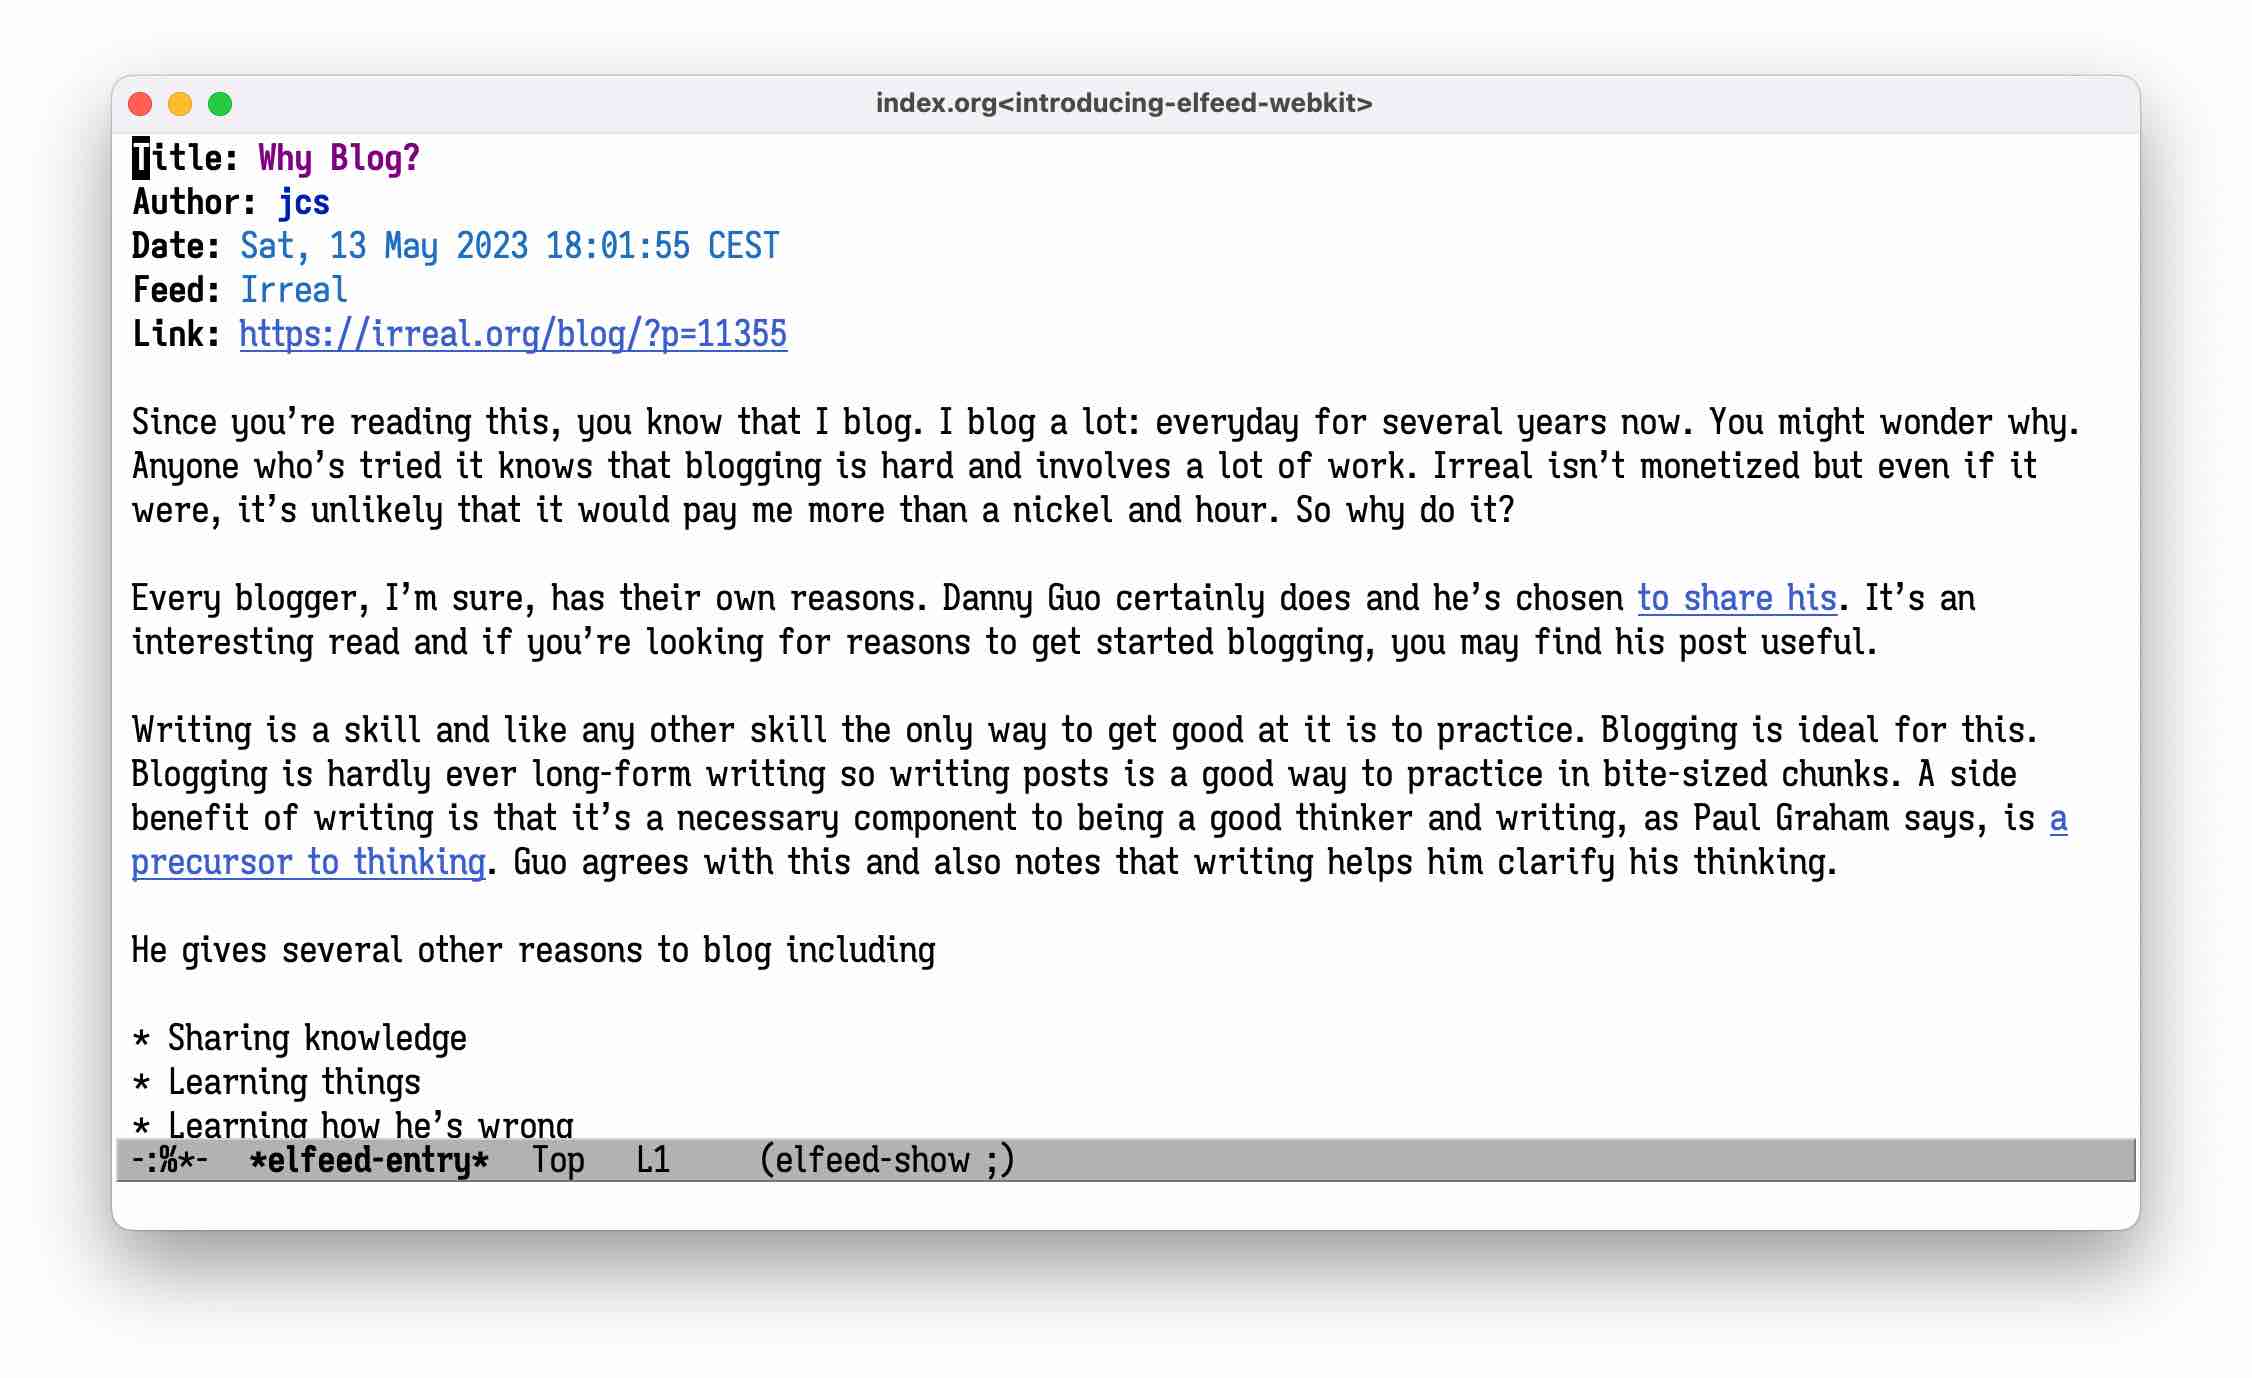 index.org<introducing-elfeed-webkit>
Title: Why Blog?
Author: jcs
Date: Sat, 13 May 2023 18:01:55 CEST
Feed: Irreal
Link: https://irreal.org/blog/?p=11355
Since you’re reading this, you know that I blog. I blog a lot: everyday for several years now. You might wonder why.
Anyone who’s tried it knows that blogging is hard and involves a lot of work. Irreal isn’t monetized but even if it
were, it’s unlikely that it would pay me more than a nickel and hour. So why do it?
Every blogger, I’m sure, has their own reasons. Danny Guo certainly does and he’s chosen to share his. It’s an
interesting read and if you’re looking for reasons to get started blogging, you may find his post useful.
Writing is a skill and like any other skill the only way to get good at it is to practice. Blogging is ideal for this.
Blogging is hardly ever long-form writing so writing posts is a good way to practice in bite-sized chunks. A side
benefit of writing is that it’s a necessary component to being a good thinker and writing, as Paul Graham says, is a
precursor to thinking. Guo agrees with this and also notes that writing helps him clarify his thinking.
He gives several other reasons to blog including
* Sharing knowledge
* Learning things
* Learning how he’s wrong
-:%*- *elfeed-entry* Top L1 (elfeed-show ;)